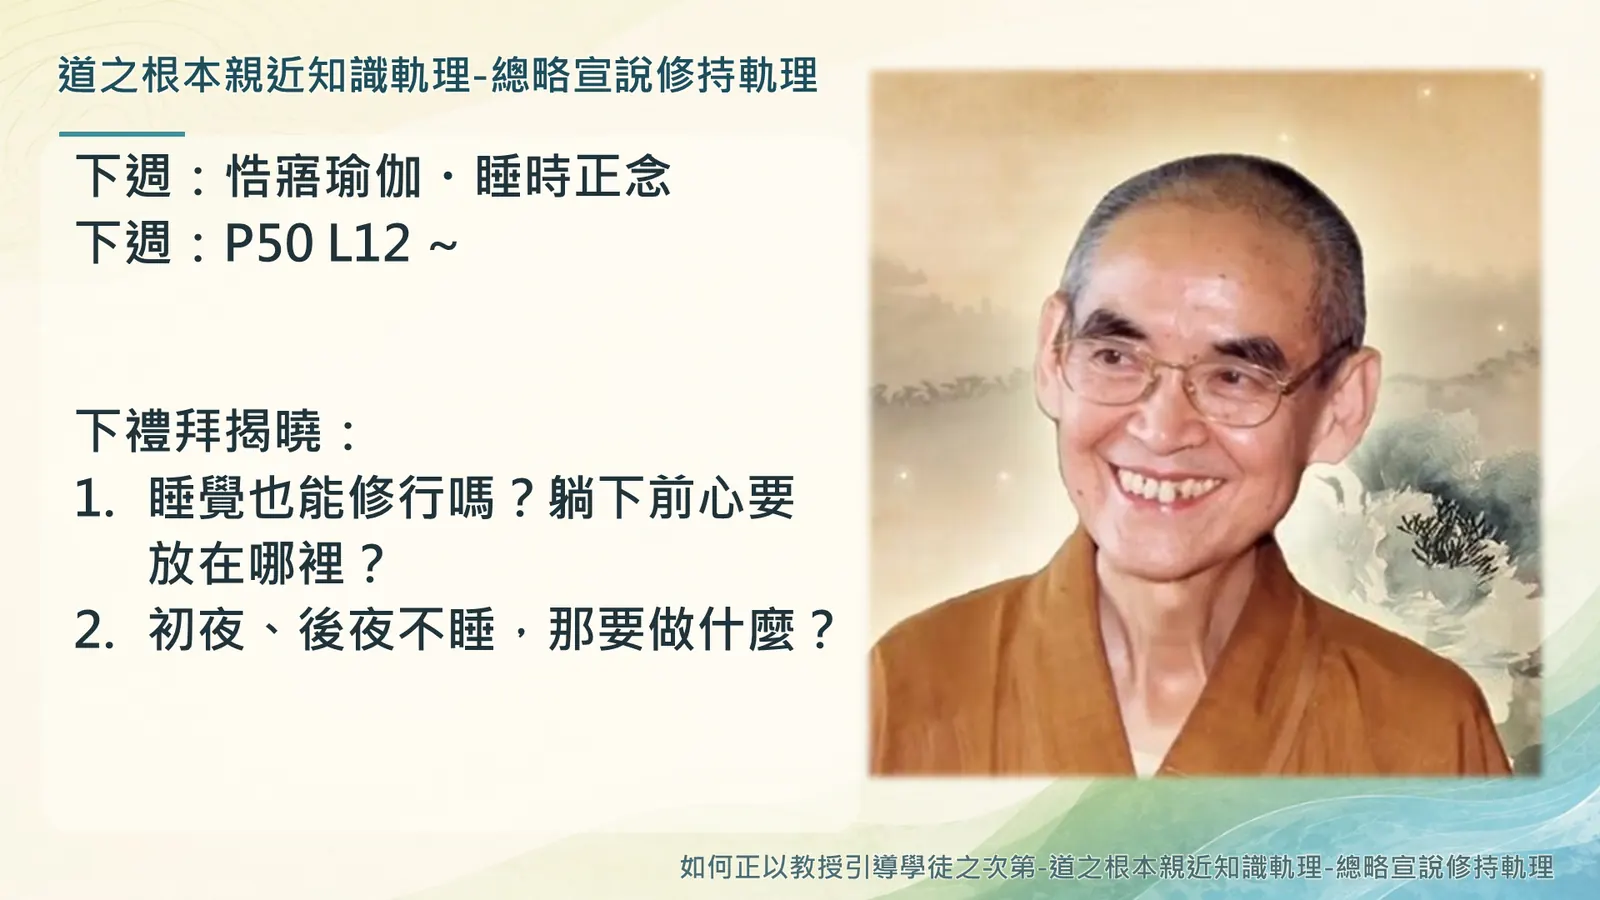 道之根本親近知識軌理-總略宣說修持軌理
下週：悎寤瑜伽．睡時正念
下週：P50 L12 ~
下禮拜揭曉：
1. 睡覺也能修行嗎？躺下前心要
放在哪裡？
2. 初夜、後夜不睡，那要做什麼？
如何正以教授引導學徒之次第-道之根本親近知識軌理-總略宣說修持軌理